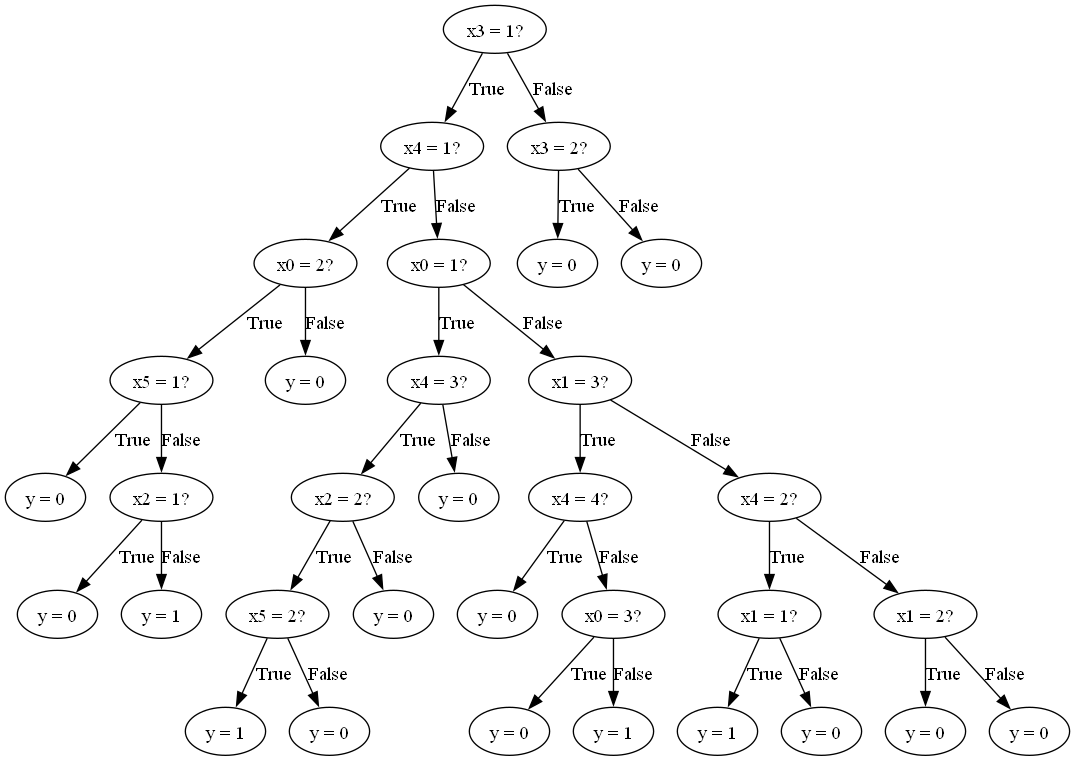 x3 = 1?
True
False
x4 = 1?
x3 = 2?
True
False
True
False
x0 = 2?
x0 = 1?
y = 0
y = 0
True
False
True
False
x5 = 1?
y = 0
x4 = 3?
x1 = 3?
True
False
True
False
True
False
y = 0
x2 = 1?
x2 = 2?
y = 0
x4 = 4?
x4 = 2?
True
False
True
False
True
False
True
False
y = 0
y = 1
x5 = 2?
y = 0
y = 0
x0 = 3?
x1 = 1?
x1 = 2?
True
False
True
False
True
False
True
False
y = 1
y = 0
y = 0
y = 1
y = 1
y = 0
y = 0
y = 0